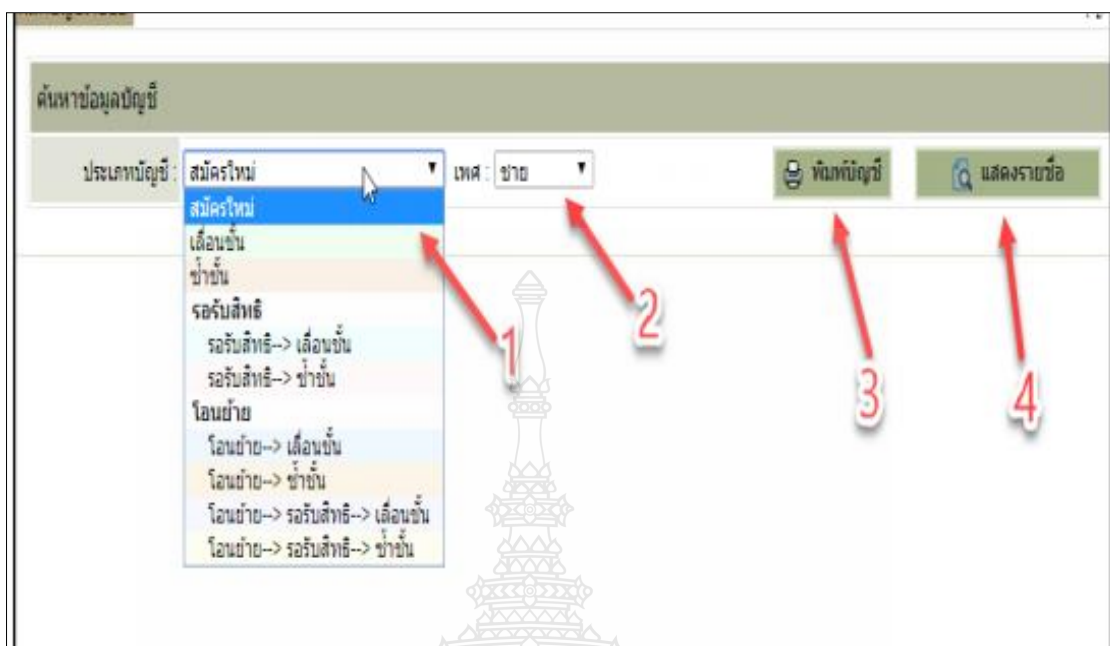 ค้นหาข้อมูลบัญชี
ประเภทบัญชี : สมัครใหม่ เพศ : ชาย พิมพ์บัญชี แสดงรายชื่อ
สมัครใหม่
เลื่อนชั้น
ซ้ำชั้น
รอรับสิทธิ
รอรับสิทธิ--> เลื่อนชั้น
รอรับสิทธิ--> ซ้ำชั้น
โอนย้าย
โอนย้าย--> เลื่อนชั้น
โอนย้าย--> ซ้ำชั้น
โอนย้าย--> รอรับสิทธิ--> เลื่อนชั้น
โอนย้าย--> รอรับสิทธิ--> ซ้ำชั้น
1
2
3
4